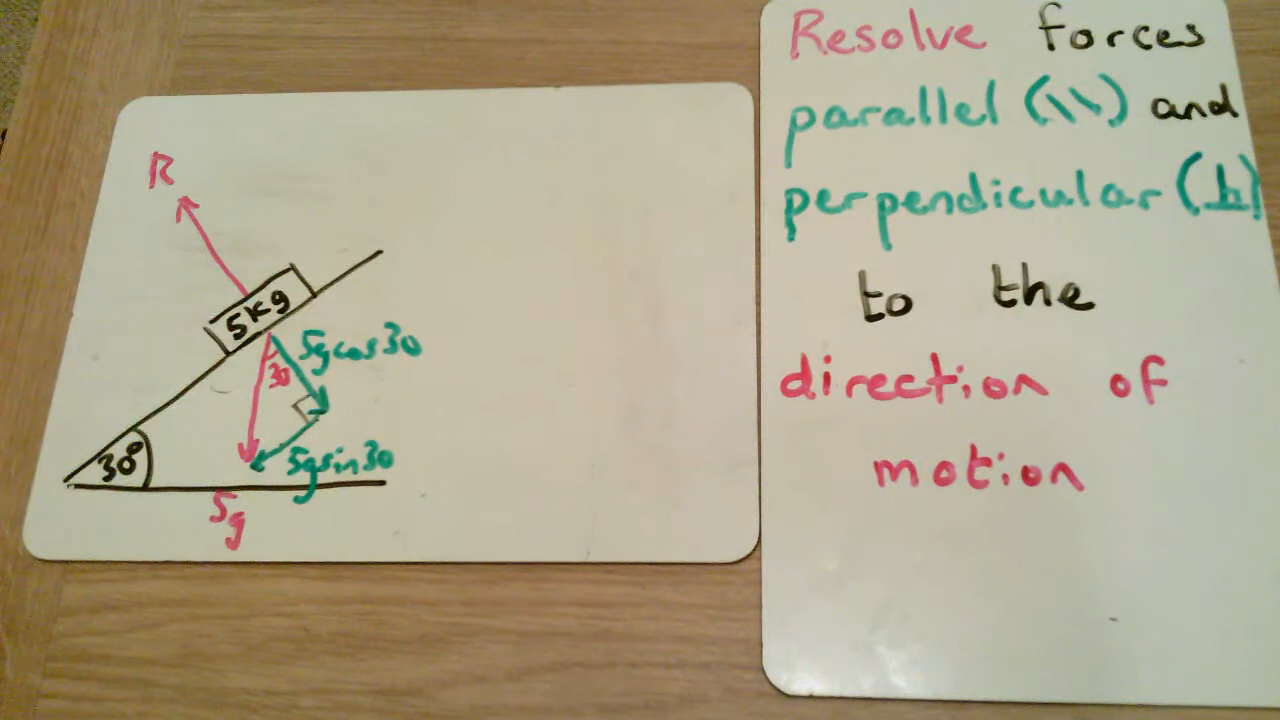 R
5kg
5gcos30
30
30°
5gsin30
5g
Resolve forces
parallel (\\) and
perpendicular (⊥)
to the
direction of
motion